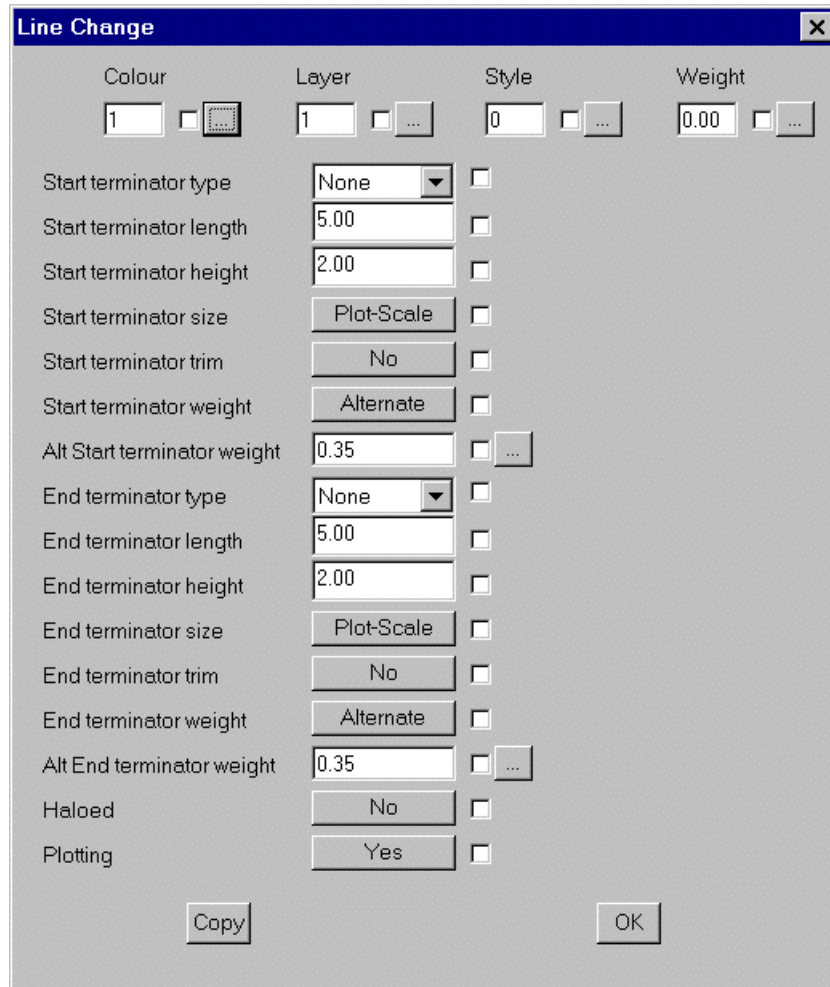 Line Change
Colour Layer Style Weight
1 ... 1 ... 0 ... 0.00 ...
Start terminator type None
Start terminator length 5.00
Start terminator height 2.00
Start terminator size Plot-Scale
Start terminator trim No
Start terminator weight Alternate
Alt Start terminator weight 0.35 ...
End terminator type None
End terminator length 5.00
End terminator height 2.00
End terminator size Plot-Scale
End terminator trim No
End terminator weight Alternate
Alt End terminator weight 0.35 ...
Haloed No
Plotting Yes
Copy OK